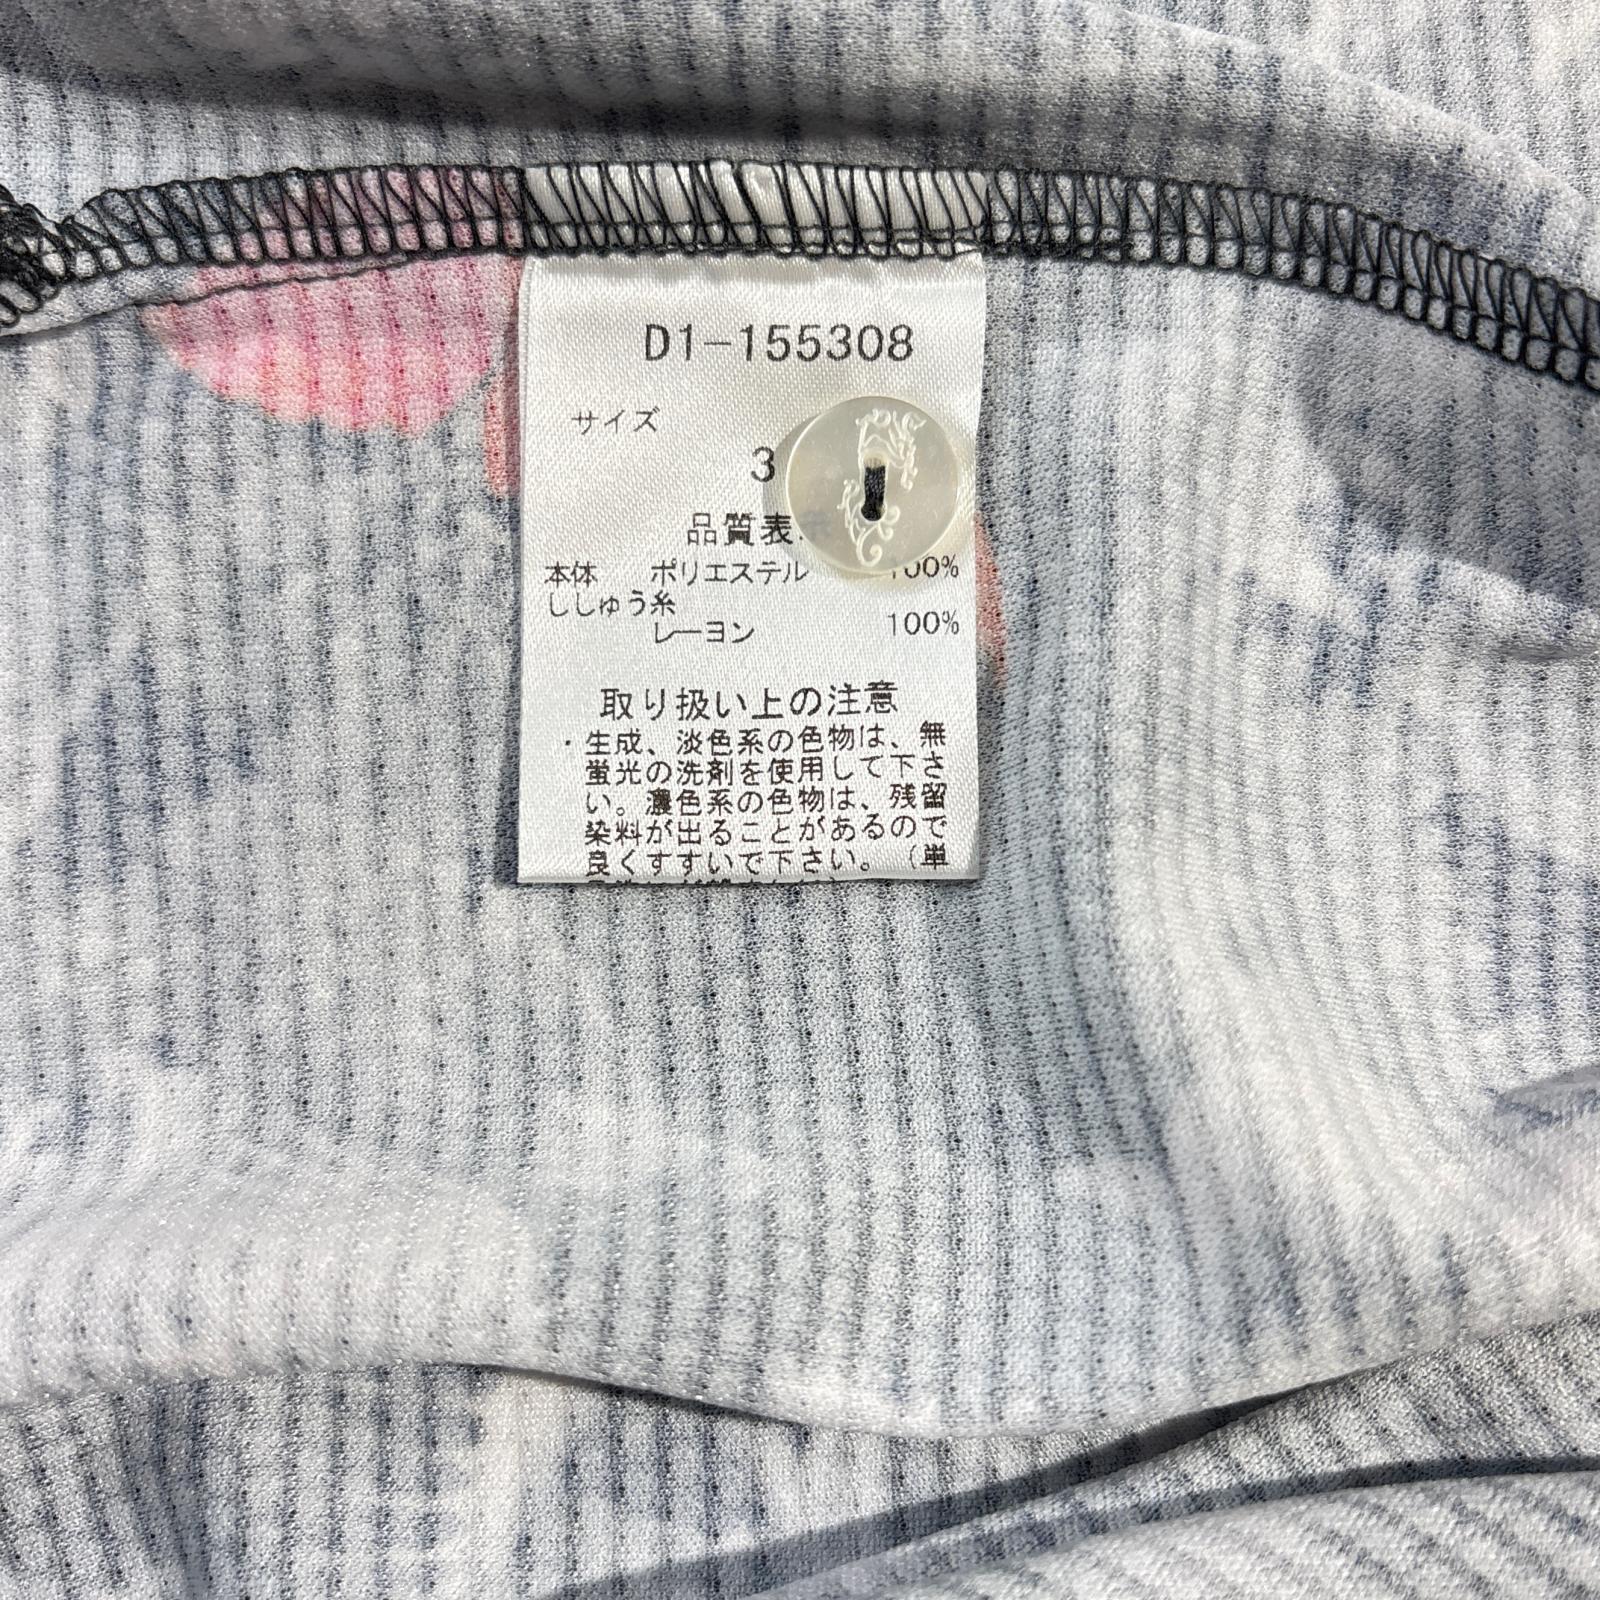 D1-155308
サイズ
3
品質表示
本体 ポリエステル 100%
ししゅう糸
レーヨン 100%
取り扱い上の注意
・生成、淡色系の色物は、無
蛍光の洗剤を使用して下さ
い。濃色系の色物は、残留
染料が出ることがあるので
良くすすいで下さい。（単